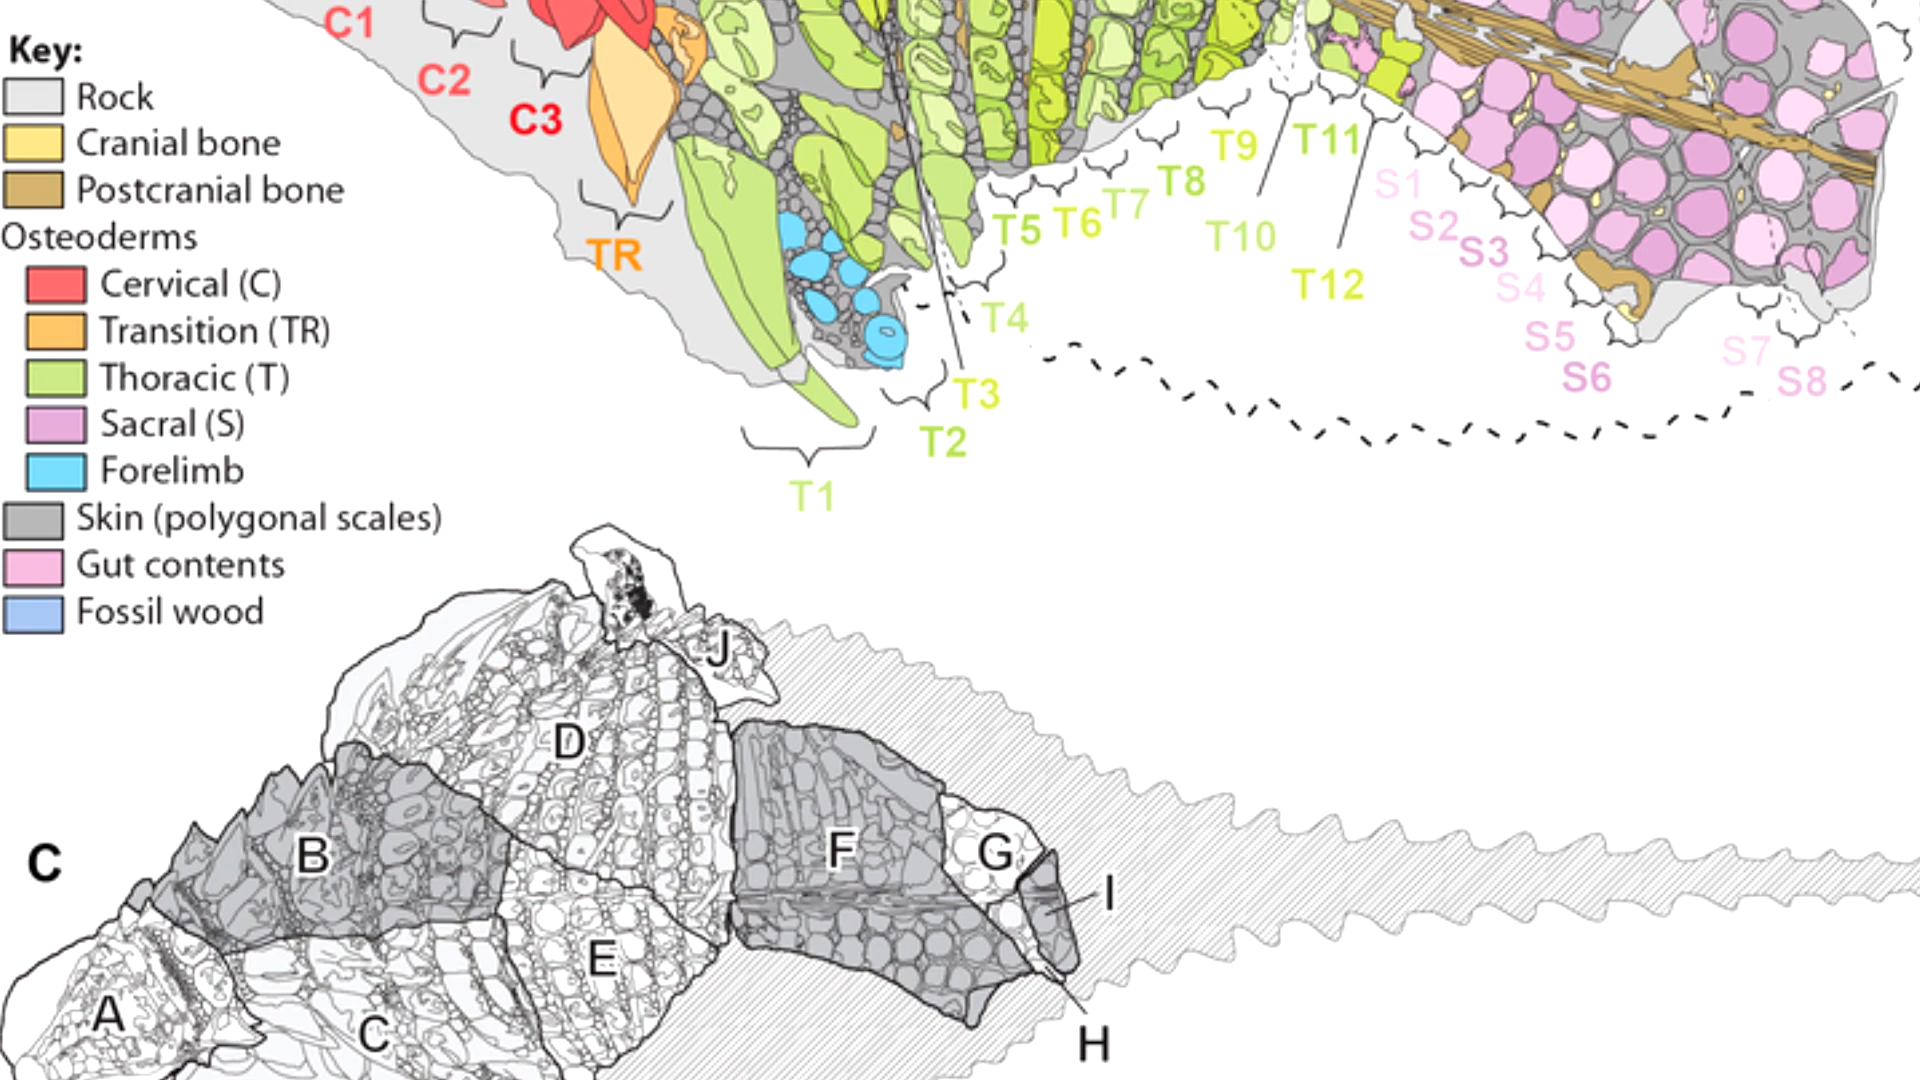 Key:
Rock
Cranial bone
Postcranial bone
Osteoderms
Cervical (C)
Transition (TR)
Thoracic (T)
Sacral (S)
Forelimb
Skin (polygonal scales)
Gut contents
Fossil wood
C1
C2
C3
TR
T1
T2
T3
T4
T5
T6
T7
T8
T9
T10
T11
T12
S1
S2
S3
S4
S5
S6
S7
S8
C
A
B
C
D
E
F
G
H
I
J